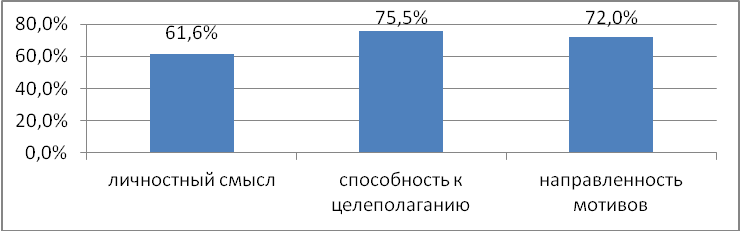 80,0%
60,0%
40,0%
20,0%
0,0%
61,6%
75,5%
72,0%
личностный смысл
способность к
целеполаганию
направленность
мотивов